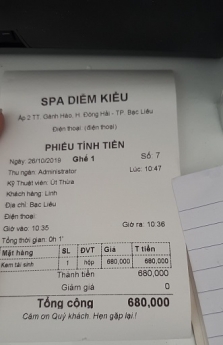 SPA DIỄM KIỀU
Ấp 2 TT. Gành Hào, H. Đông Hải - TP. Bạc Liêu
Điện thoại: (điện thoại)
PHIẾU TÍNH TIỀN
Ngày: 26/10/2019 Ghế 1 Số: 7
Thu ngân: Administrator Lúc: 10:47
Kỹ Thuật viên: Út Thừa
Khách hàng: Linh
Địa chỉ: Bạc Liêu
Điện thoại:
Giờ vào: 10:35 Giờ ra: 10:36
Tổng thời gian: 0h 1'
Mặt hàng SL ĐVT Giá T tiền
Kem tái sinh 1 hộp 680,000 680,000
Thành tiền 680,000
Giảm giá 0
Tổng cộng 680,000
Cám ơn Quý khách. Hẹn gặp lại!